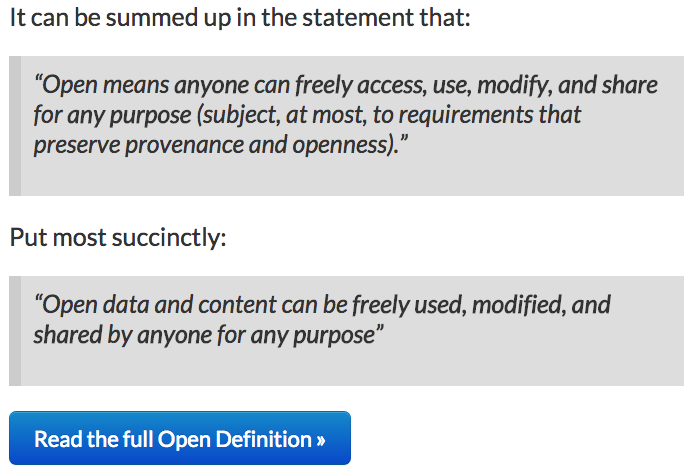 It can be summed up in the statement that:
“Open means anyone can freely access, use, modify, and share
for any purpose (subject, at most, to requirements that
preserve provenance and openness).”
Put most succinctly:
“Open data and content can be freely used, modified, and
shared by anyone for any purpose”
Read the full Open Definition »